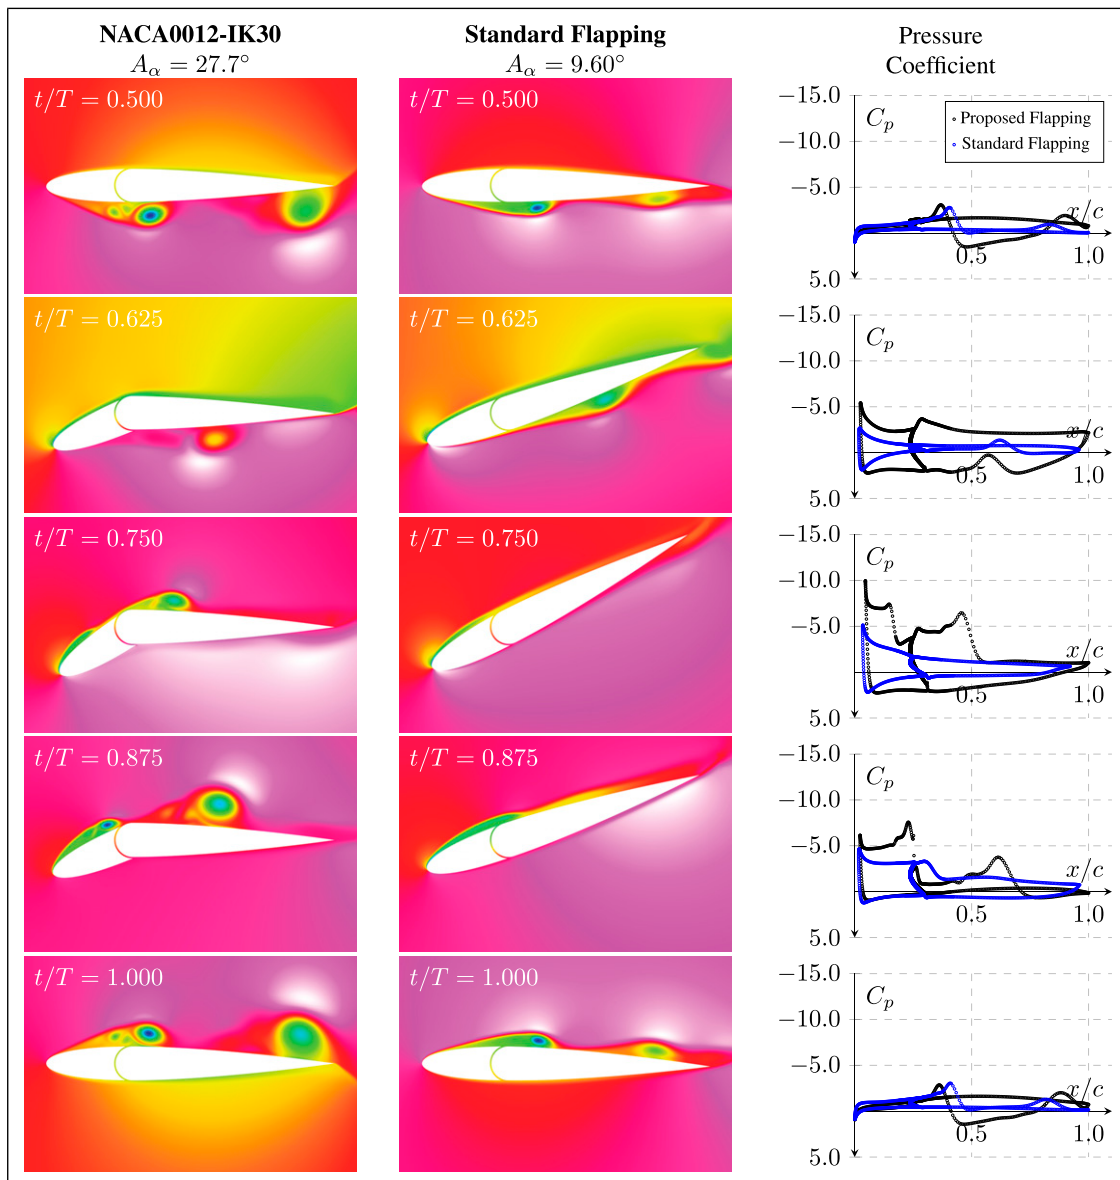 NACA0012-IK30 Standard Flapping Pressure
A_α = 27.7° A_α = 9.60° Coefficient
t/T = 0.500 t/T = 0.500 −15.0
C_p Proposed Flapping
−10.0
Standard Flapping
−5.0
x/c
0.5 1.0
5.0
t/T = 0.625 t/T = 0.625 −15.0
C_p
−10.0
−5.0
x/c
0.5 1.0
5.0
t/T = 0.750 t/T = 0.750 −15.0
C_p
−10.0
−5.0
x/c
0.5 1.0
5.0
t/T = 0.875 t/T = 0.875 −15.0
C_p
−10.0
−5.0
x/c
0.5 1.0
5.0
t/T = 1.000 t/T = 1.000 −15.0
C_p
−10.0
−5.0
x/c
0.5 1.0
5.0